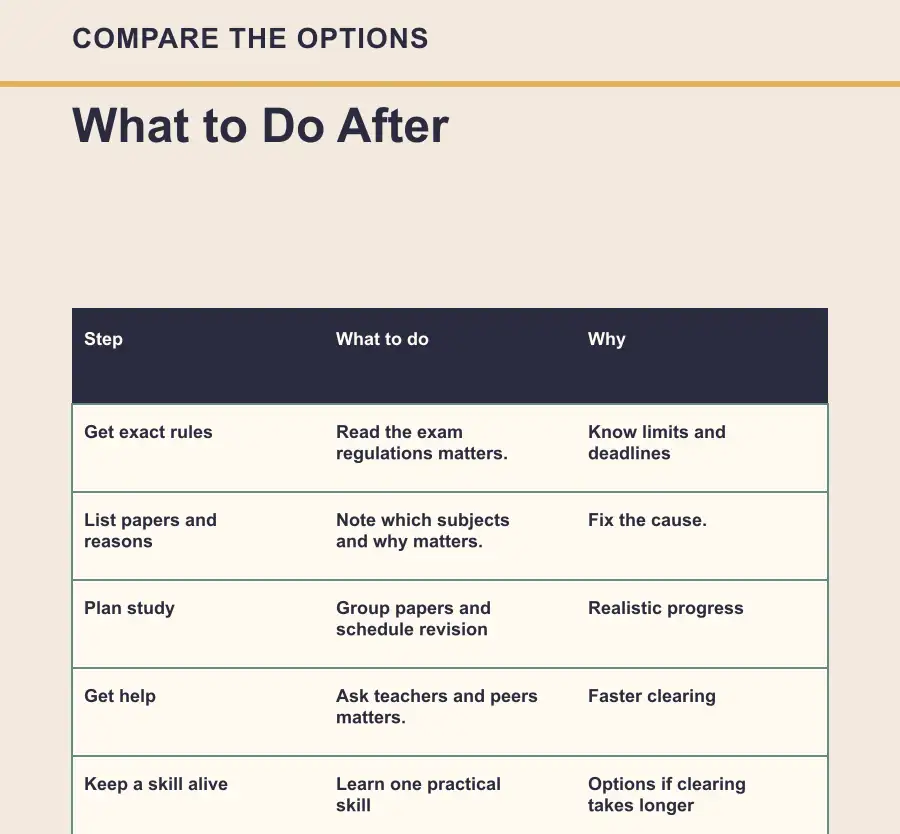 COMPARE THE OPTIONS
What to Do After
Step
What to do
Why
Get exact rules
Read the exam
regulations matters.
Know limits and
deadlines
List papers and
reasons
Note which subjects
and why matters.
Fix the cause.
Plan study
Group papers and
schedule revision
Realistic progress
Get help
Ask teachers and peers
matters.
Faster clearing
Keep a skill alive
Learn one practical
skill
Options if clearing
takes longer